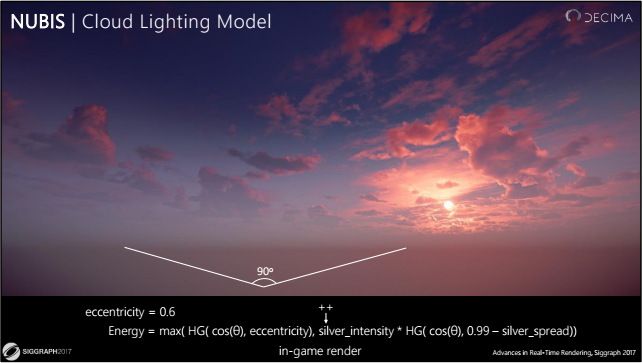 NUBIS | Cloud Lighting Model
DECIMA
90º
eccentricity = 0.6
++
Energy = max( HG( cos(θ), eccentricity), silver_intensity * HG( cos(θ), 0.99 – silver_spread))
SIGGRAPH2017
in-game render
Advances in Real-Time Rendering, Siggraph 2017